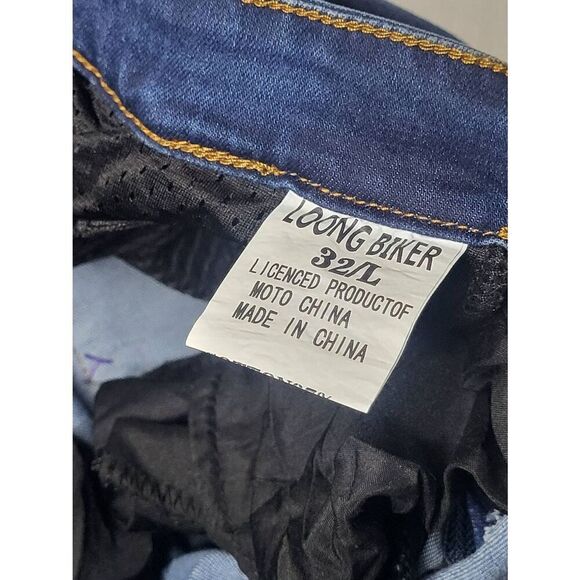 LOONG BIKER
32/L
LICENCED PRODUCTOF
MOTO CHINA
MADE IN CHINA